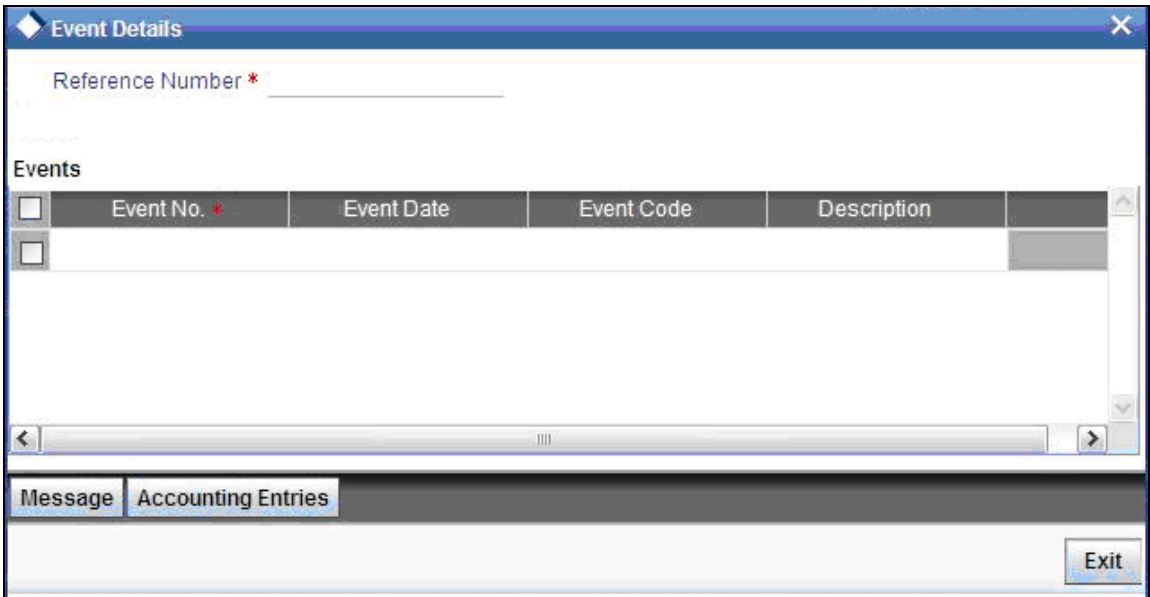 Event Details
Reference Number *
Events
Event No. * Event Date Event Code Description
Message Accounting Entries
Exit